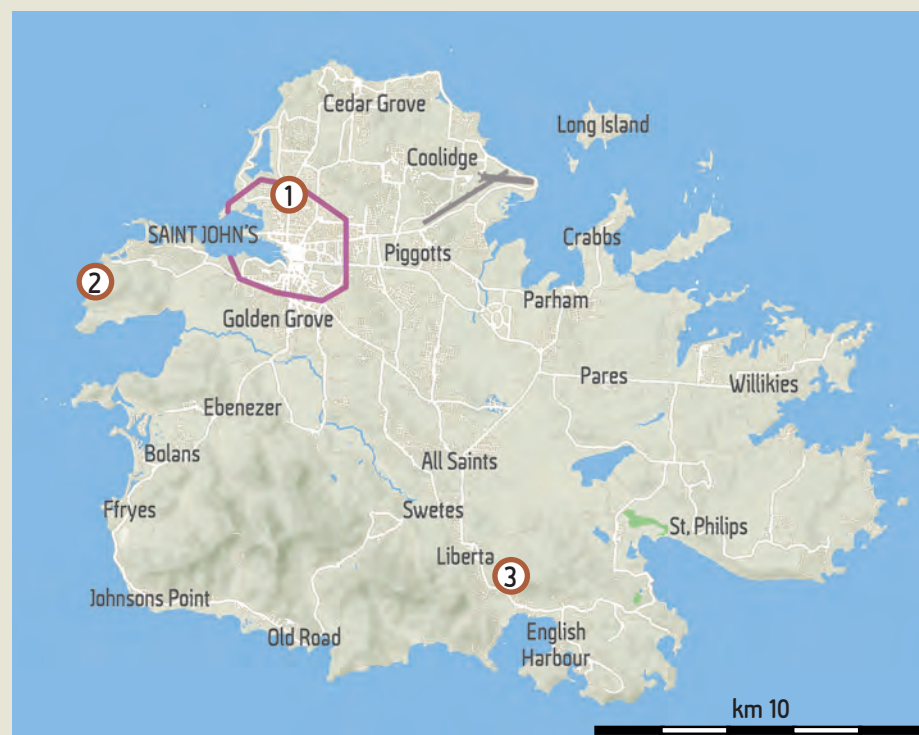 Cedar Grove
Long Island
Coolidge
1
SAINT JOHN'S
Crabbs
Piggotts
2
Parham
Golden Grove
Pares
Willikies
Ebenezer
Bolans
All Saints
Ffryes
Swetes
St. Philips
Liberta
3
Johnsons Point
Old Road
English
Harbour
km 10